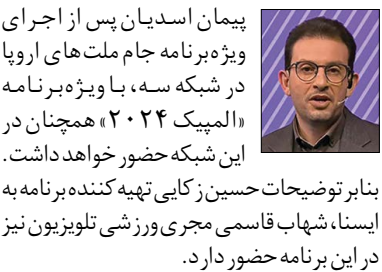 پیمان اسدیان پس از اجرای
ویژه‌برنامه جام ملت‌های اروپا
در شبکه سه، با ویژه‌برنامه
«المپیک ۲۰۲۴» همچنان در
این شبکه حضور خواهد داشت.
بنابر توضیحات حسین زکایی تهیه کننده برنامه به
ایسنا، شهاب قاسمی مجری ورزشی تلویزیون نیز
در این برنامه حضور دارد.